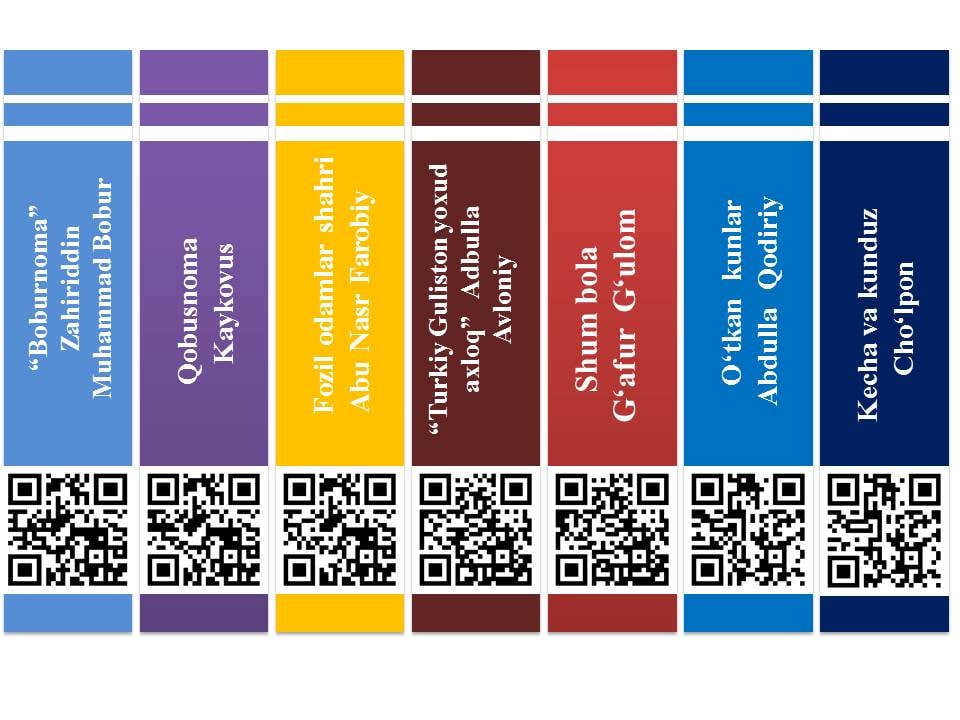 “Boburnoma”
Zahiriddin
Muhammad Bobur
Qobusnoma
Kaykovus
Fozil odamlar shahri
Abu Nasr Farobiy
“Turkiy Guliston yoxud
axloq” Adbulla
Avloniy
Shum bola
G‘afur G‘ulom
O‘tkan kunlar
Abdulla Qodiriy
Kecha va kunduz
Cho‘lpon